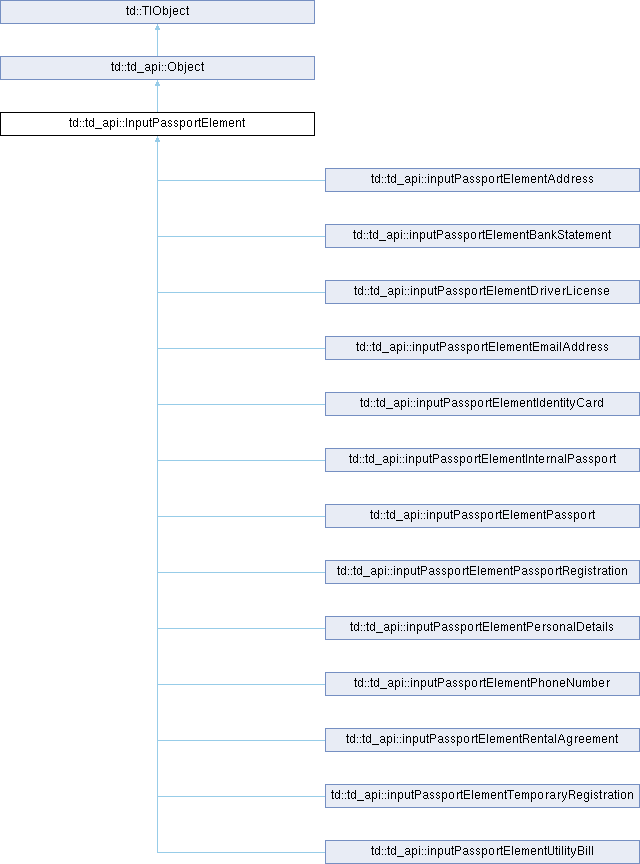 td::TlObject
td::td_api::Object
td::td_api::InputPassportElement
td::td_api::inputPassportElementAddress
td::td_api::inputPassportElementBankStatement
td::td_api::inputPassportElementDriverLicense
td::td_api::inputPassportElementEmailAddress
td::td_api::inputPassportElementIdentityCard
td::td_api::inputPassportElementInternalPassport
td::td_api::inputPassportElementPassport
td::td_api::inputPassportElementPassportRegistration
td::td_api::inputPassportElementPersonalDetails
td::td_api::inputPassportElementPhoneNumber
td::td_api::inputPassportElementRentalAgreement
td::td_api::inputPassportElementTemporaryRegistration
td::td_api::inputPassportElementUtilityBill